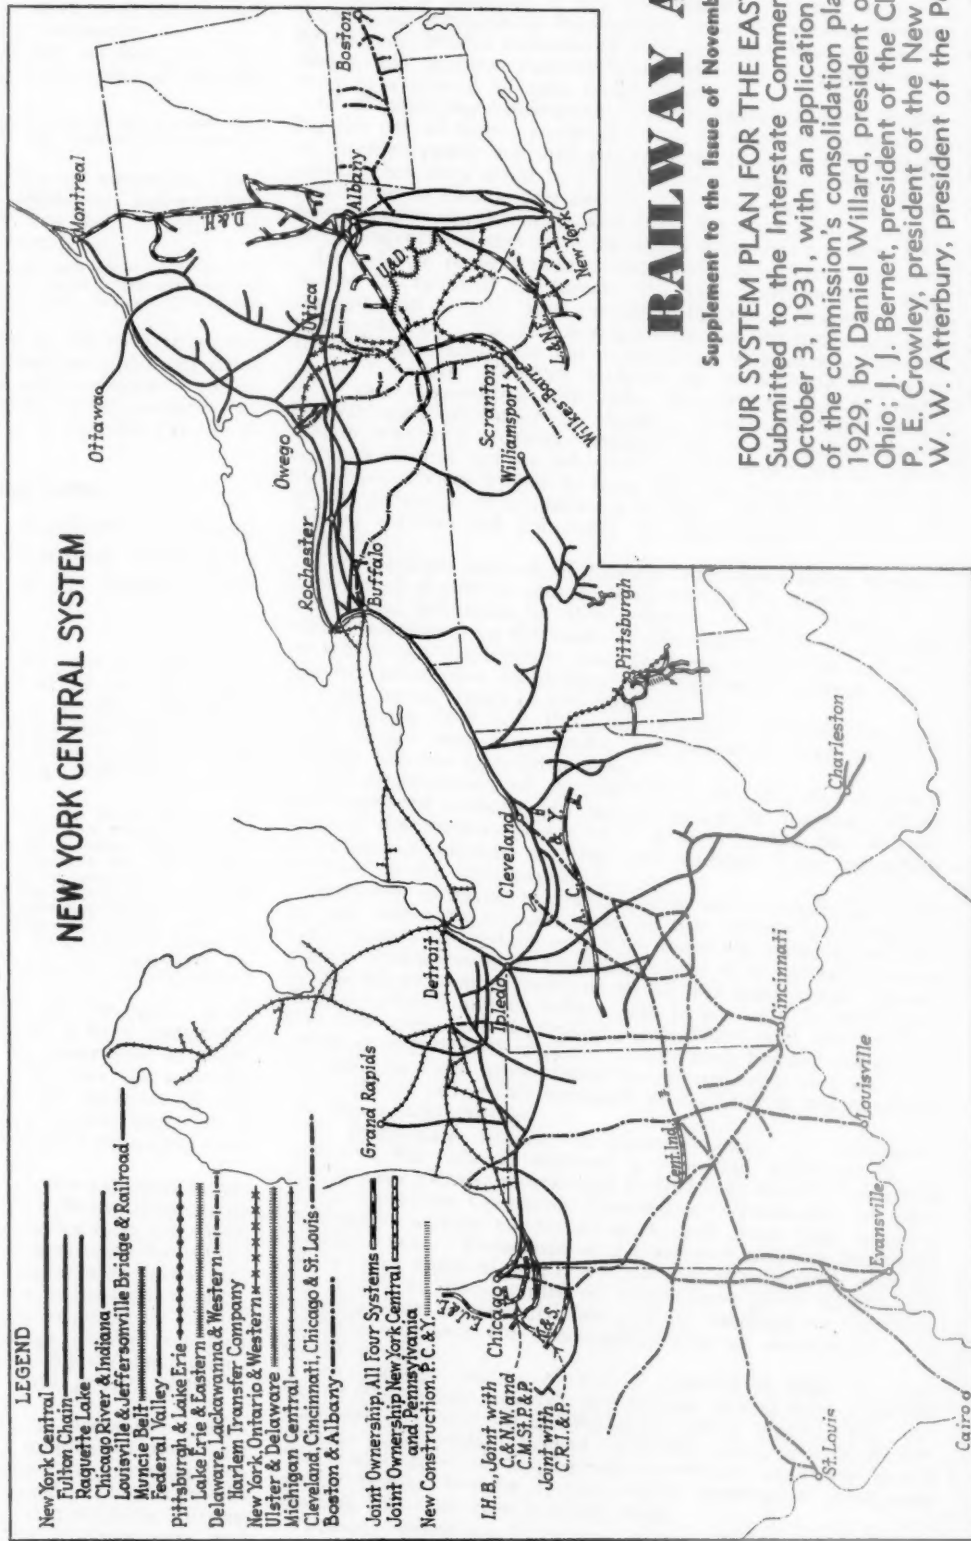 NEW YORK CENTRAL SYSTEM
LEGEND
New York Central
Fulton Chain
Raquette Lake
Chicago River & Indiana
Louisville & Jeffersonville Bridge & Railroad
Muncie Belt
Federal Valley
Pittsburgh & Lake Erie
Lake Erie & Eastern
Delaware, Lackawanna & Western
Harlem Transfer Company
New York, Ontario & Western
Ulster & Delaware
Michigan Central
Cleveland, Cincinnati, Chicago & St. Louis
Boston & Albany
Joint Ownership, All Four Systems
Joint Ownership New York Central
and Pennsylvania
New Construction, P.C.&Y.
I.H.B., Joint with
C.& N.W. and
C.M.St.P.& P.
Joint with
C.R.I.& P.
Montreal
Ottawa
D.& H.
Boston
Albany
Utica
U.& D.
Owego
Rochester
Buffalo
New York
L.& N.E.
Scranton
Williamsport
Wilkes-Barre
Pittsburgh
Cleveland
A. C. & Y.
Detroit
Toledo
Grand Rapids
Chicago
E.J.& E.
Charleston
Cincinnati
Cent. Ind.
Louisville
Evansville
St. Louis
Cairo
RAILWAY A
Supplement to the issue of Novemb
FOUR SYSTEM PLAN FOR THE EAST
Submitted to the Interstate Commer
October 3, 1931, with an application
of the commission's consolidation pla
1929, by Daniel Willard, president o
Ohio; J. J. Bernet, president of the Ch
P. E. Crowley, president of the New
W. W. Atterbury, president of the Pe